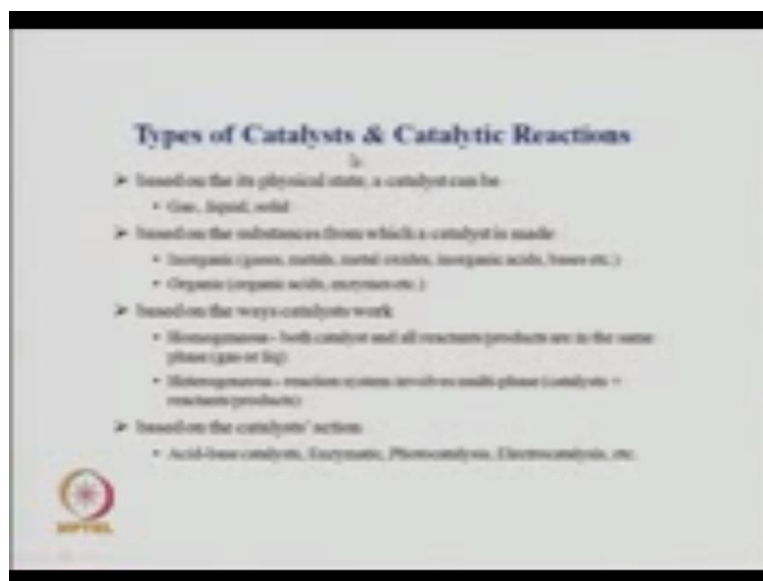 Types of Catalysts & Catalytic Reactions
➤ based on the its physical state, a catalyst can be
• Gas, liquid, solid
➤ based on the substances from which a catalyst is made
• Inorganic (gases, metals, metal oxides, inorganic acids, bases etc.)
• Organic (organic acids, enzymes etc.)
➤ based on the ways catalysts work
• Homogeneous - both catalyst and all reactants/products are in the same
phase (gas or liq)
• Heterogeneous - reaction system involves multi-phase (catalysts +
reactants/products)
➤ based on the catalysts' action
• Acid-base catalysts, Enzymatic, Photocatalysis, Electrocatalysis, etc.
NPTEL